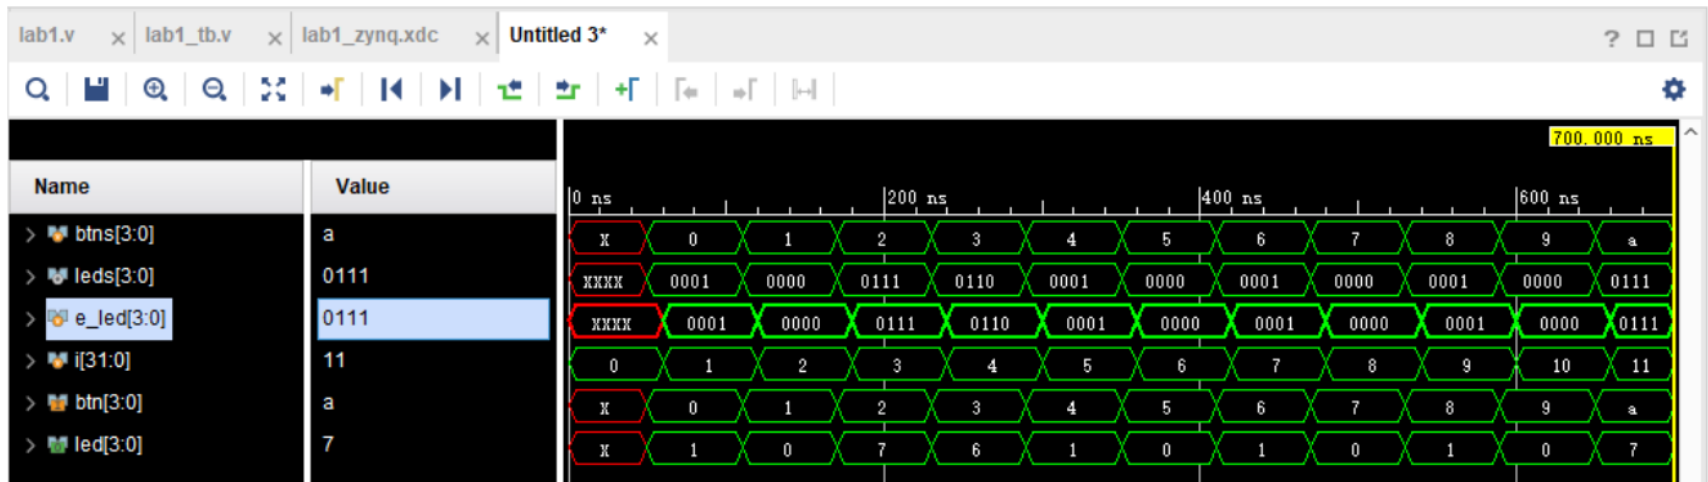 lab1.v × lab1_tb.v × lab1_zynq.xdc × Untitled 3* ×
?
700.000 ns
Name Value
0 ns 200 ns 400 ns 600 ns
> btns[3:0] a X 0 1 2 3 4 5 6 7 8 9 a
> leds[3:0] 0111 XXXX 0001 0000 0111 0110 0001 0000 0001 0000 0001 0000 0111
> e_led[3:0] 0111 XXXX 0001 0000 0111 0110 0001 0000 0001 0000 0001 0000 0111
> i[31:0] 11 0 1 2 3 4 5 6 7 8 9 10 11
> btn[3:0] a X 0 1 2 3 4 5 6 7 8 9 a
> led[3:0] 7 X 1 0 7 6 1 0 1 0 1 0 7